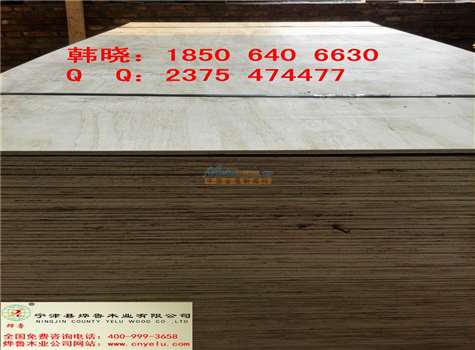 韩晓：1850 640 6630
Q Q：2375 474477
宁津县烨鲁木业有限公司
NINGJIN COUNTY YELU WOOD CO.,LTD
烨鲁
全国免费咨询电话：400-999-3658
烨鲁木业公司网站：www.cnyelu.com